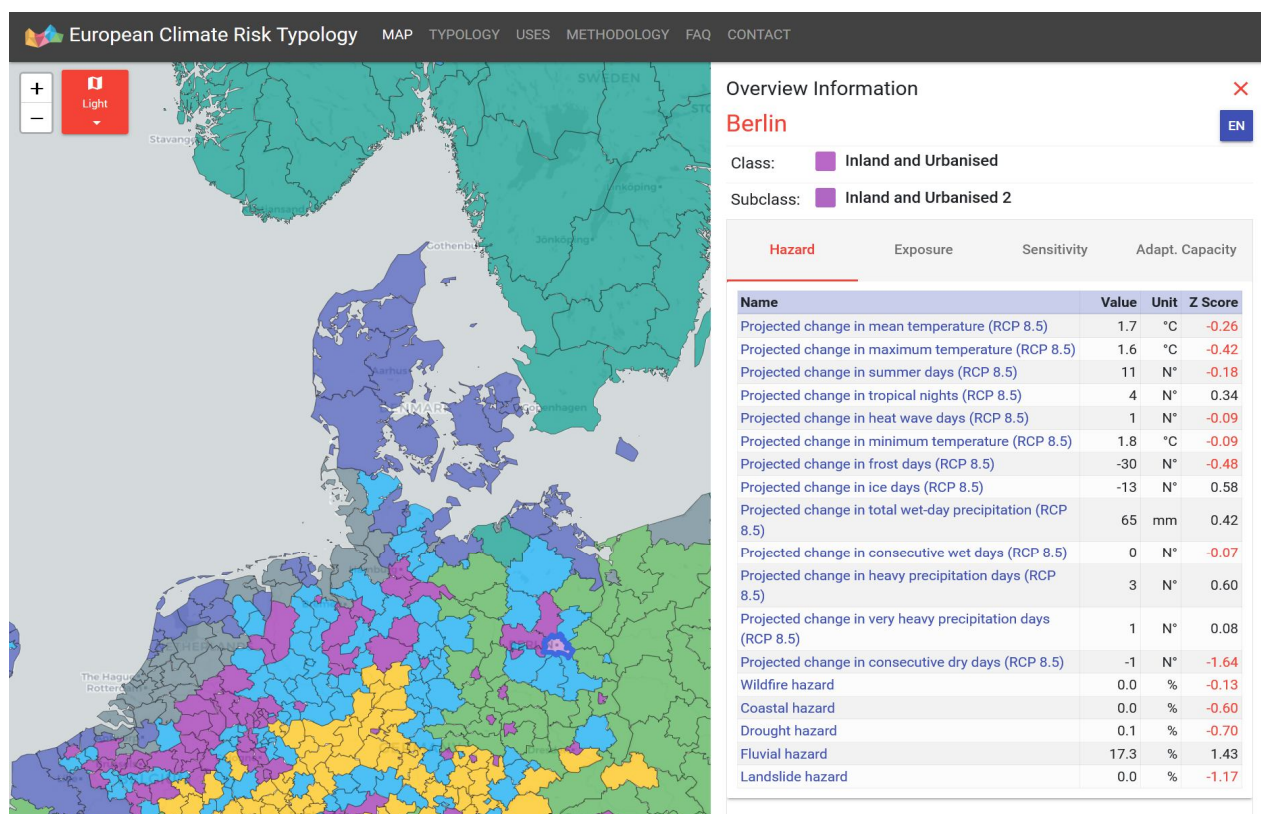 European Climate Risk Typology MAP TYPOLOGY USES METHODOLOGY FAQ CONTACT
+
−
Light
SWEDEN
Stavange
Gothenbu
Jönköping
Aarhus
DENMAR
Copenhagen
The Hagu
Rotter
Overview Information
Berlin
EN
Class: Inland and Urbanised
Subclass: Inland and Urbanised 2
Hazard Exposure Sensitivity Adapt. Capacity
Name Value Unit Z Score
Projected change in mean temperature (RCP 8.5) 1.7 °C -0.26
Projected change in maximum temperature (RCP 8.5) 1.6 °C -0.42
Projected change in summer days (RCP 8.5) 11 N° -0.18
Projected change in tropical nights (RCP 8.5) 4 N° 0.34
Projected change in heat wave days (RCP 8.5) 1 N° -0.09
Projected change in minimum temperature (RCP 8.5) 1.8 °C -0.09
Projected change in frost days (RCP 8.5) -30 N° -0.48
Projected change in ice days (RCP 8.5) -13 N° 0.58
Projected change in total wet-day precipitation (RCP
8.5) 65 mm 0.42
Projected change in consecutive wet days (RCP 8.5) 0 N° -0.07
Projected change in heavy precipitation days (RCP
8.5) 3 N° 0.60
Projected change in very heavy precipitation days
(RCP 8.5) 1 N° 0.08
Projected change in consecutive dry days (RCP 8.5) -1 N° -1.64
Wildfire hazard 0.0 % -0.13
Coastal hazard 0.0 % -0.60
Drought hazard 0.1 % -0.70
Fluvial hazard 17.3 % 1.43
Landslide hazard 0.0 % -1.17